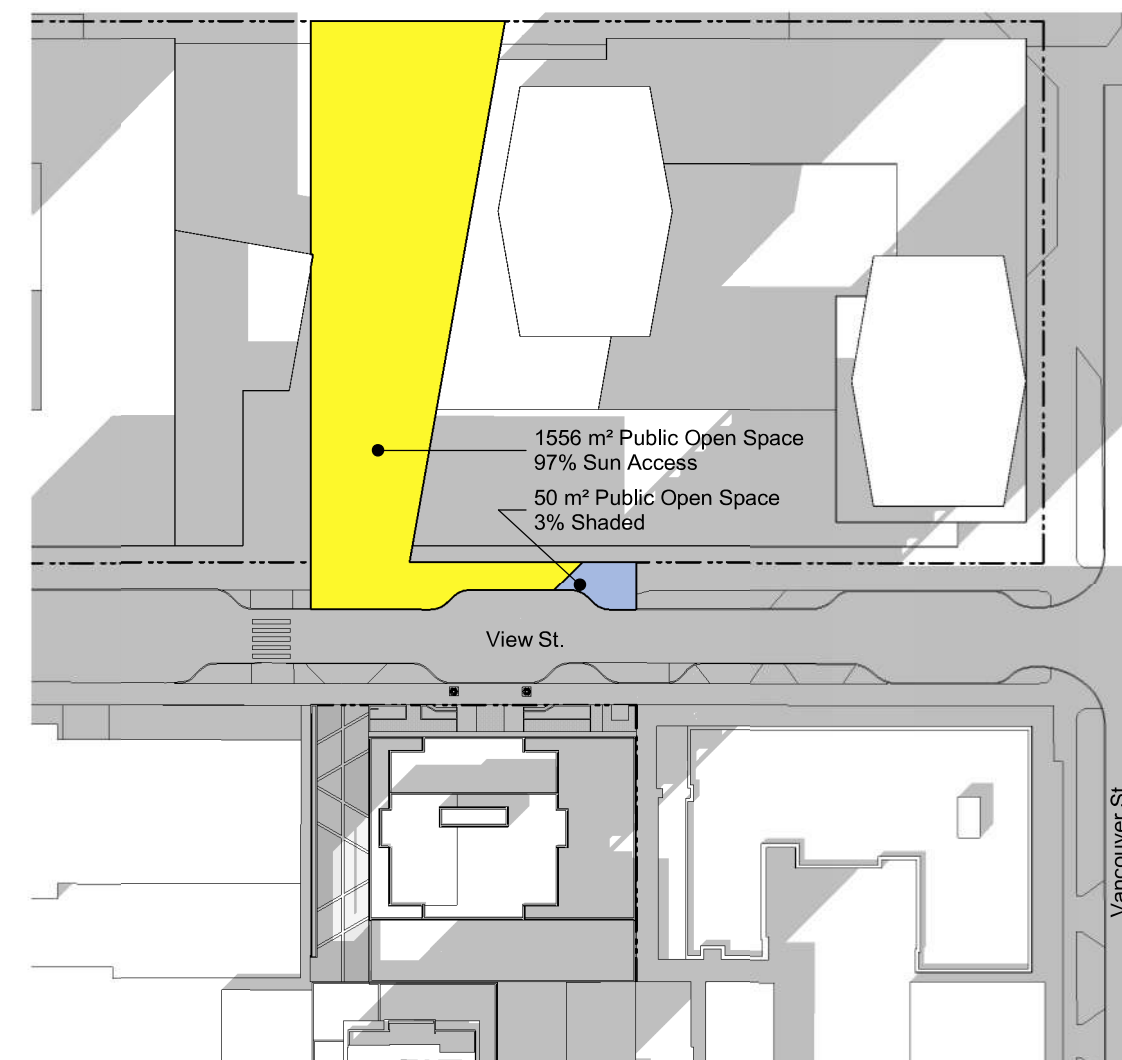 1556 m² Public Open Space
97% Sun Access
50 m² Public Open Space
3% Shaded
View St.
Vancouver St.